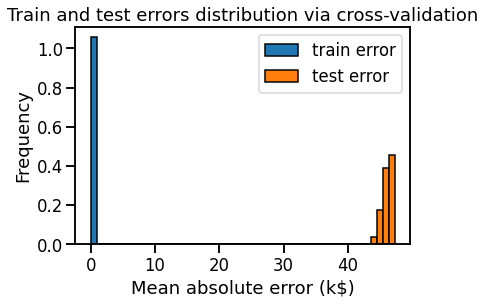 Train and test errors distribution via cross-validation
train error
test error
Frequency
1.0
0.8
0.6
0.4
0.2
0.0
0 10 20 30 40
Mean absolute error (k$)